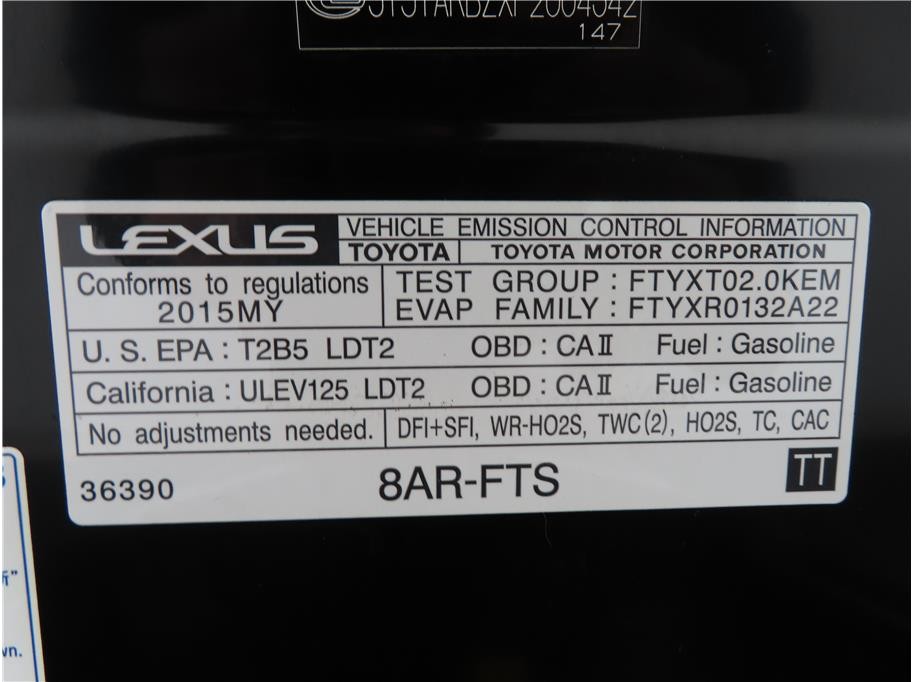 147
LEXUS
VEHICLE EMISSION CONTROL INFORMATION
TOYOTA TOYOTA MOTOR CORPORATION
Conforms to regulations
2015MY
TEST GROUP : FTYXT02.0KEM
EVAP FAMILY : FTYXR0132A22
U. S. EPA : T2B5 LDT2 OBD : CAⅡ Fuel : Gasoline
California : ULEV125 LDT2 OBD : CAⅡ Fuel : Gasoline
No adjustments needed. DFI+SFI, WR-HO2S, TWC(2), HO2S, TC, CAC
36390 8AR-FTS TT